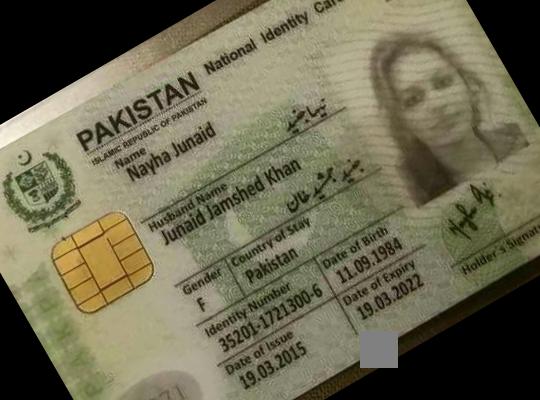 PAKISTAN National Identity Card
ISLAMIC REPUBLIC OF PAKISTAN
Name
Nayha Junaid
نیہا جنید
Husband Name
Junaid Jamshed Khan
جنید جمشید خان
Gender Country of Stay
F Pakistan
Identity Number Date of Birth
35201-1721300-6 11.09.1984
Date of Issue Date of Expiry
19.03.2015 19.03.2022
Holder's